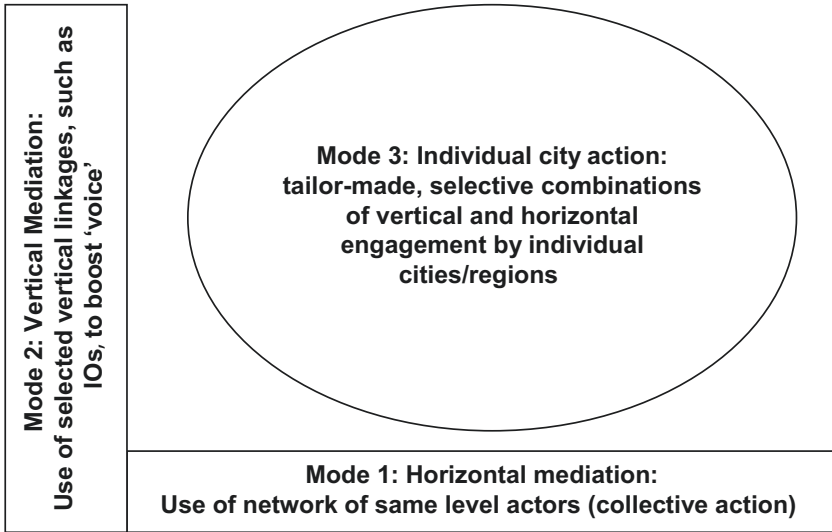 Mode 2: Vertical Mediation:
Use of selected vertical linkages, such as
IOs, to boost ‘voice’
Mode 3: Individual city action:
tailor-made, selective combinations
of vertical and horizontal
engagement by individual
cities/regions
Mode 1: Horizontal mediation:
Use of network of same level actors (collective action)